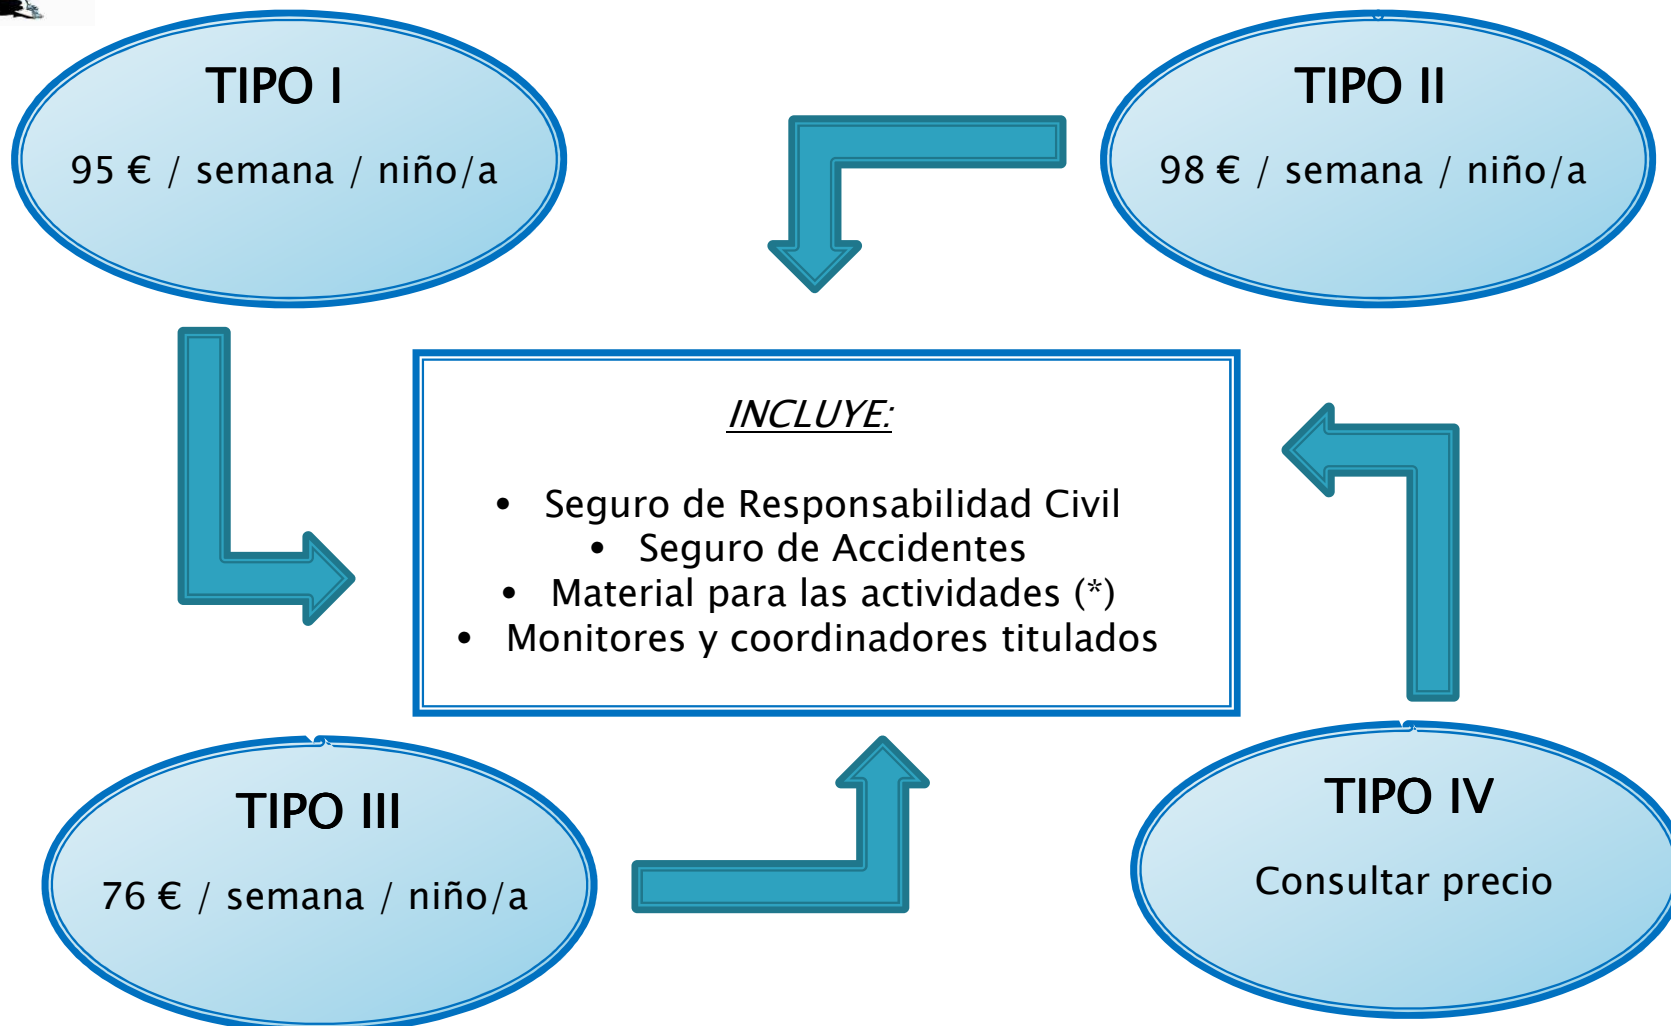 TIPO I
95 € / semana / niño/a
TIPO II
98 € / semana / niño/a
INCLUYE:
• Seguro de Responsabilidad Civil
• Seguro de Accidentes
• Material para las actividades (*)
• Monitores y coordinadores titulados
TIPO III
76 € / semana / niño/a
TIPO IV
Consultar precio